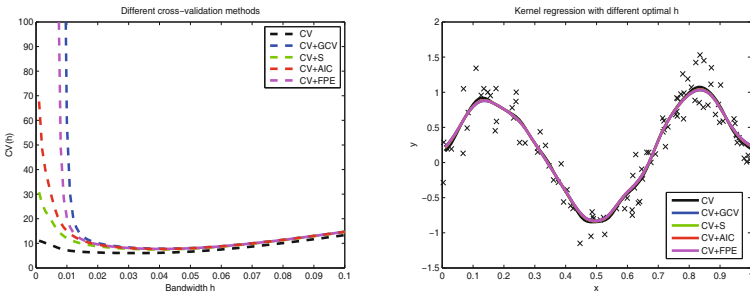 Different cross−validation methods
100
90
80
70
60
50
40
30
20
10
0
CV(h)
0 0.01 0.02 0.03 0.04 0.05 0.06 0.07 0.08 0.09 0.1
Bandwidth h
CV
CV+GCV
CV+S
CV+AIC
CV+FPE
Kernel regression with different optimal h
2
1.5
1
0.5
0
−0.5
−1
−1.5
y
0 0.1 0.2 0.3 0.4 0.5 0.6 0.7 0.8 0.9 1
x
CV
CV+GCV
CV+S
CV+AIC
CV+FPE